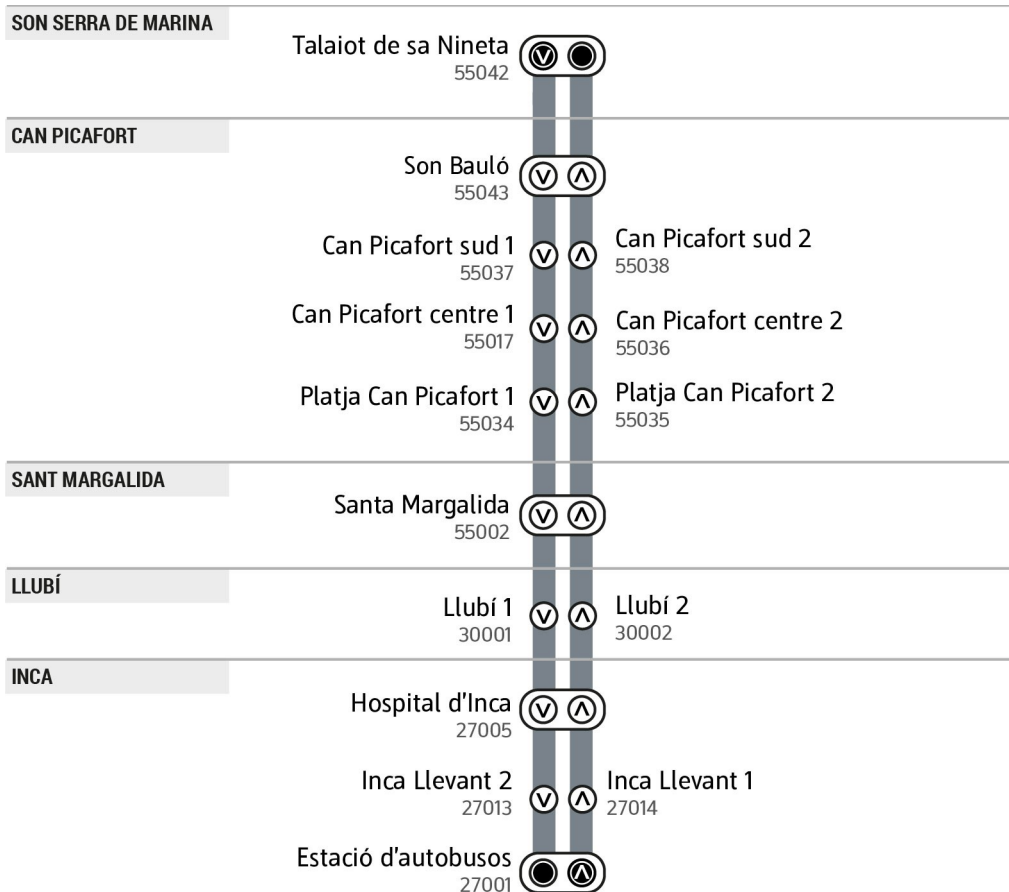 SON SERRA DE MARINA
Talaiot de sa Nineta
55042
CAN PICAFORT
Son Bauló
55043
Can Picafort sud 1
55037
Can Picafort sud 2
55038
Can Picafort centre 1
55017
Can Picafort centre 2
55036
Platja Can Picafort 1
55034
Platja Can Picafort 2
55035
SANT MARGALIDA
Santa Margalida
55002
LLUBÍ
Llubí 1
30001
Llubí 2
30002
INCA
Hospital d'Inca
27005
Inca Llevant 2
27013
Inca Llevant 1
27014
Estació d'autobusos
27001